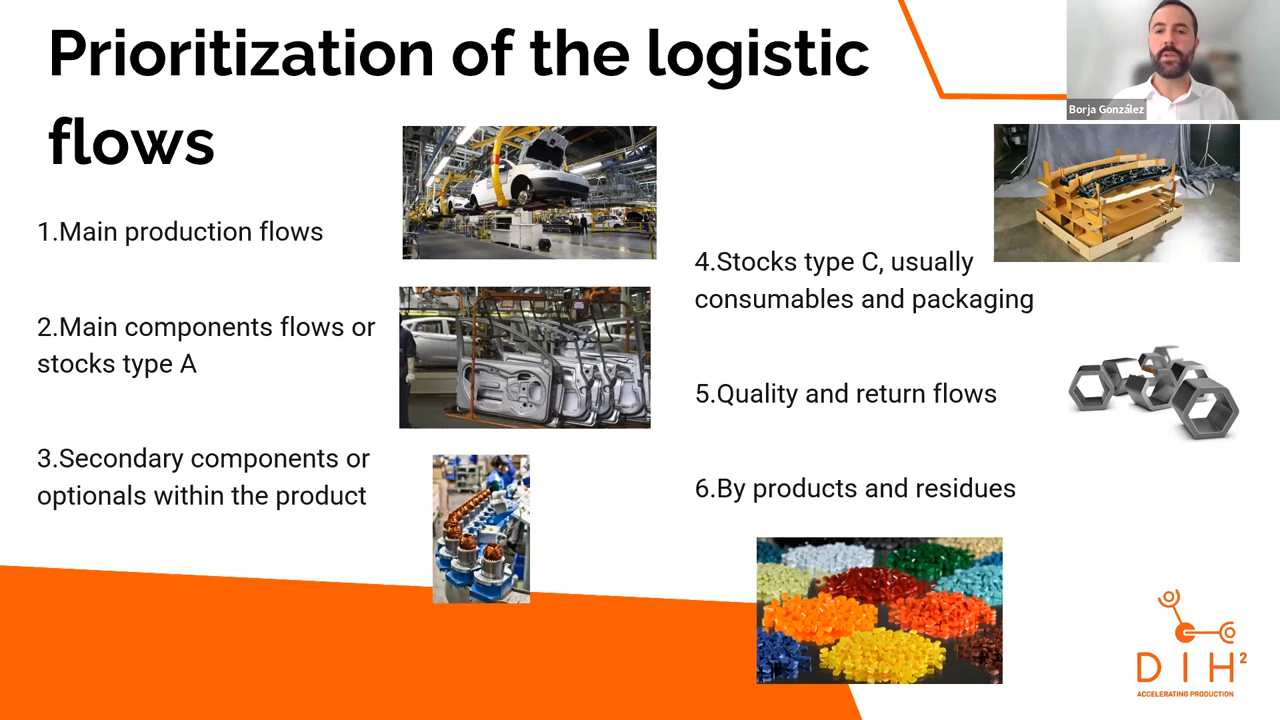 Prioritization of the logistic
flows
Borja González
1.Main production flows
2.Main components flows or
stocks type A
3.Secondary components or
optionals within the product
4.Stocks type C, usually
consumables and packaging
5.Quality and return flows
6.By products and residues
DIH²
ACCELERATING PRODUCTION